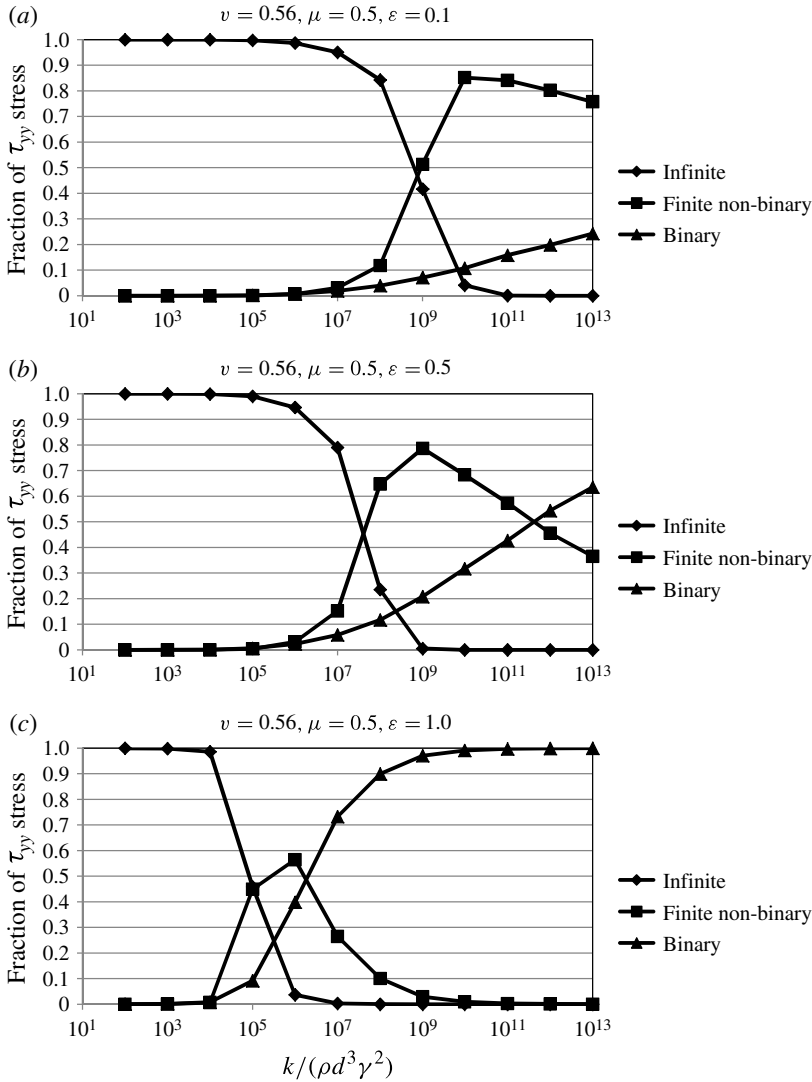 (a) υ = 0.56, μ = 0.5, ε = 0.1
1.0
0.9
0.8
0.7
0.6
0.5
0.4
0.3
0.2
0.1
0
Fraction of τyy stress
10¹ 10³ 10⁵ 10⁷ 10⁹ 10¹¹ 10¹³
Infinite
Finite non-binary
Binary
(b) υ = 0.56, μ = 0.5, ε = 0.5
1.0
0.9
0.8
0.7
0.6
0.5
0.4
0.3
0.2
0.1
0
Fraction of τyy stress
10¹ 10³ 10⁵ 10⁷ 10⁹ 10¹¹ 10¹³
Infinite
Finite non-binary
Binary
(c) υ = 0.56, μ = 0.5, ε = 1.0
1.0
0.9
0.8
0.7
0.6
0.5
0.4
0.3
0.2
0.1
0
Fraction of τyy stress
10¹ 10³ 10⁵ 10⁷ 10⁹ 10¹¹ 10¹³
Infinite
Finite non-binary
Binary
k/(ρd³γ²)